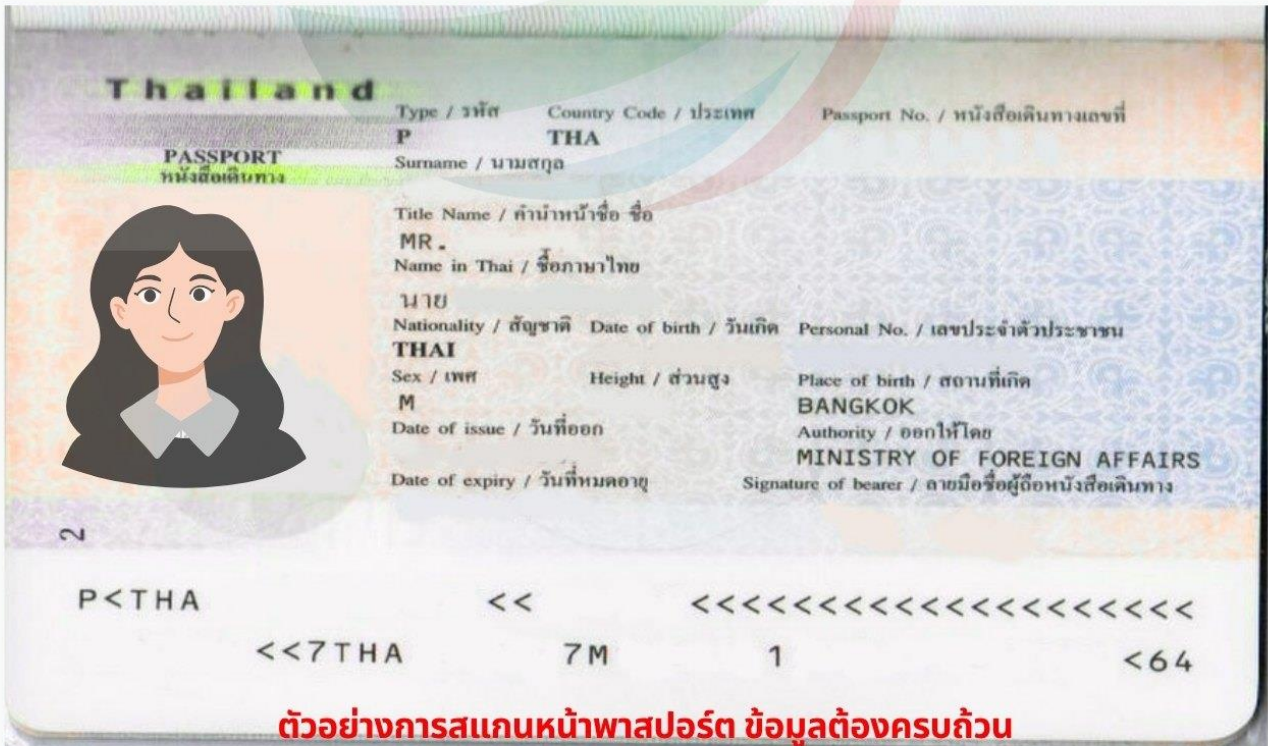 Thailand
PASSPORT
หนังสือเดินทาง
Type / รหัส Country Code / ประเทศ Passport No. / หนังสือเดินทางเลขที่
P THA
Surname / นามสกุล
Title Name / คำนำหน้าชื่อ ชื่อ
MR.
Name in Thai / ชื่อภาษาไทย
นาย
Nationality / สัญชาติ Date of birth / วันเกิด Personal No. / เลขประจำตัวประชาชน
THAI
Sex / เพศ Height / ส่วนสูง Place of birth / สถานที่เกิด
M BANGKOK
Date of issue / วันที่ออก Authority / ออกให้โดย
MINISTRY OF FOREIGN AFFAIRS
Date of expiry / วันที่หมดอายุ Signature of bearer / ลายมือชื่อผู้ถือหนังสือเดินทาง
2
P<THA << <<<<<<<<<<<<<<<<<<<<
<<7THA 7M 1 <64
ตัวอย่างการสแกนหน้าพาสปอร์ต ข้อมูลต้องครบถ้วน